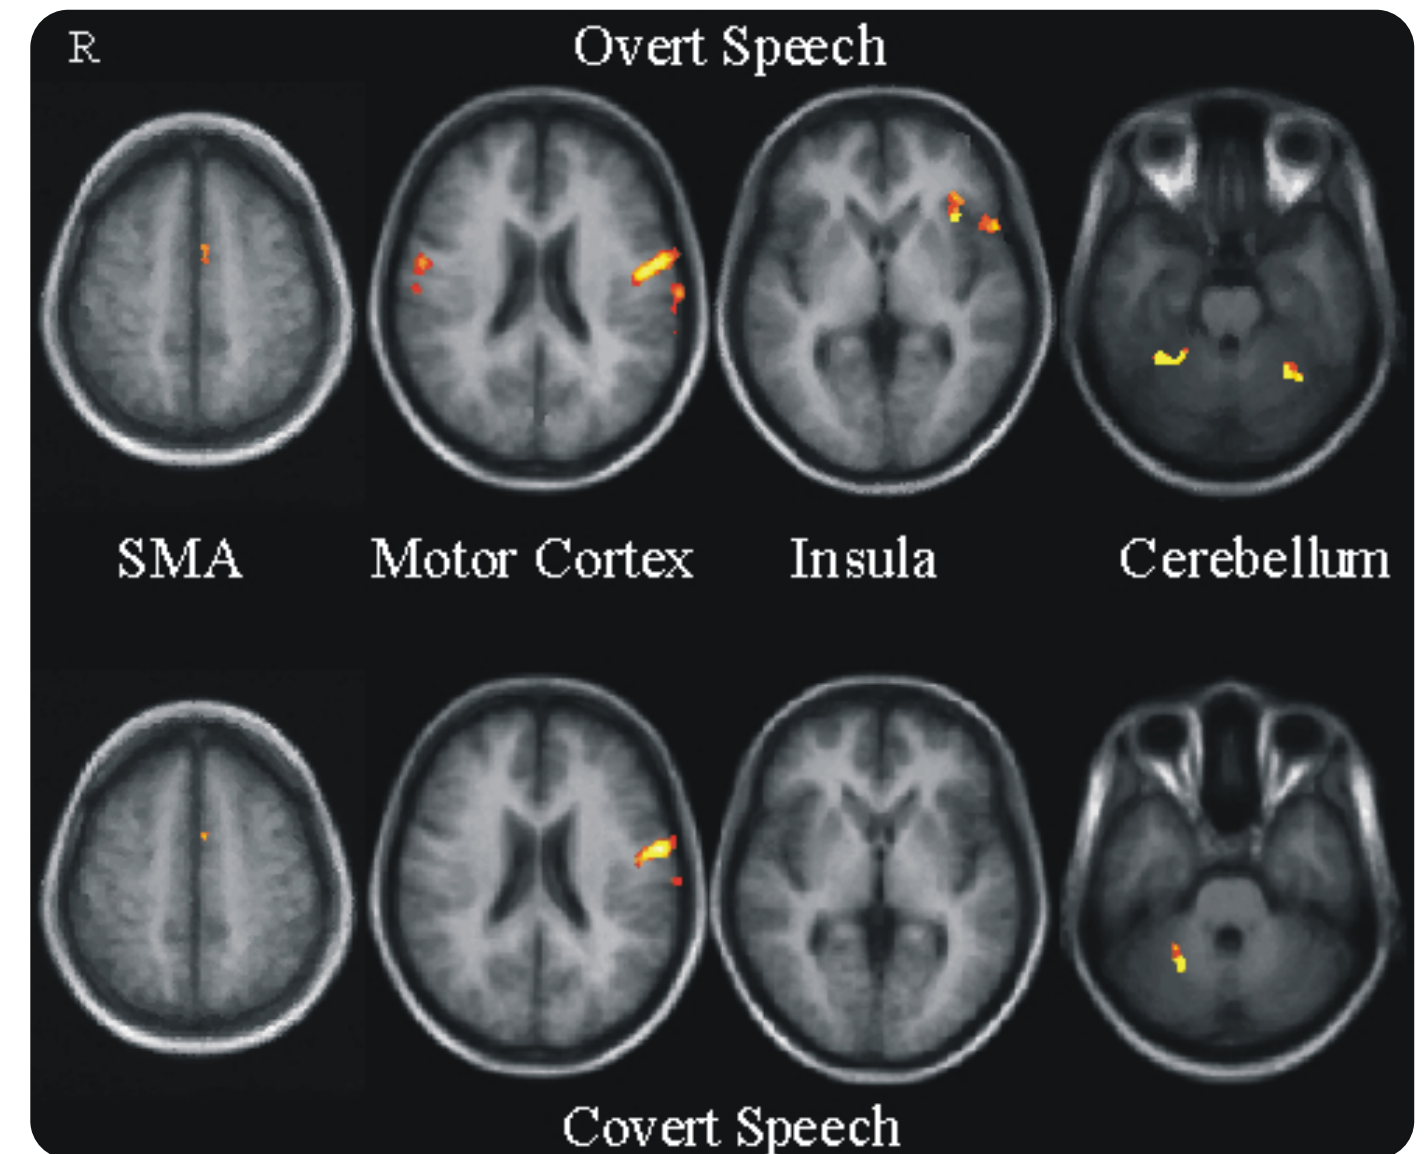 R
Overt Speech
SMA
Motor Cortex
Insula
Cerebellum
Covert Speech